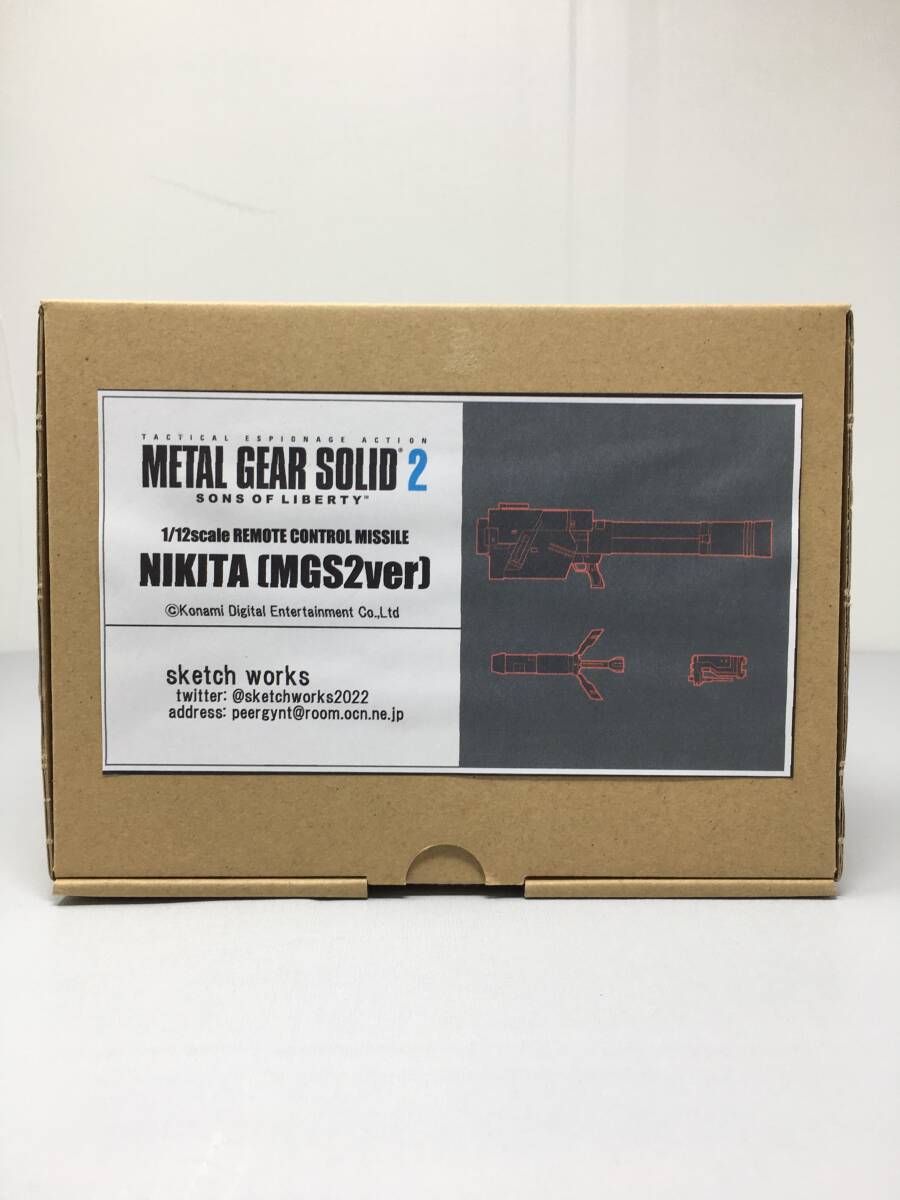 TACTICAL ESPIONAGE ACTION
METAL GEAR SOLID® 2
SONS OF LIBERTY™
1/12scale REMOTE CONTROL MISSILE
NIKITA (MGS2ver)
©Konami Digital Entertainment Co.,Ltd
sketch works
twitter: @sketchworks2022
address: peergynt@room.ocn.ne.jp